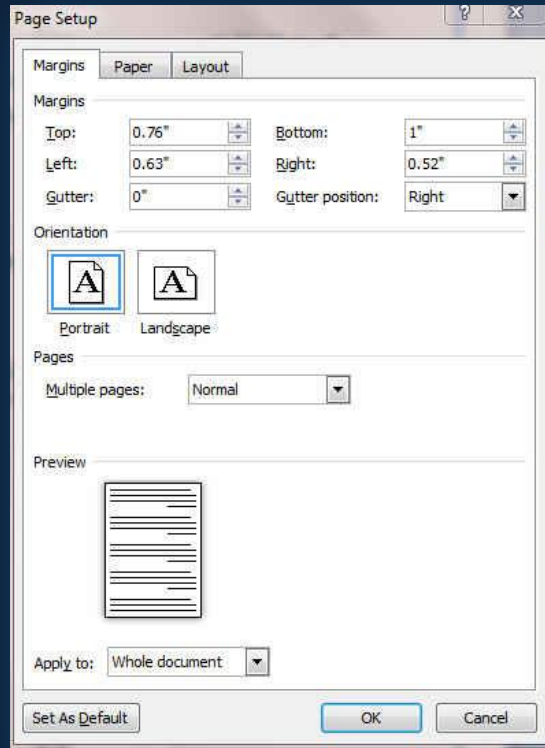 Page Setup
Margins Paper Layout
Margins
Top: 0.76" Bottom: 1"
Left: 0.63" Right: 0.52"
Gutter: 0" Gutter position: Right
Orientation
A A
Portrait Landscape
Pages
Multiple pages: Normal
Preview
Apply to: Whole document
Set As Default OK Cancel